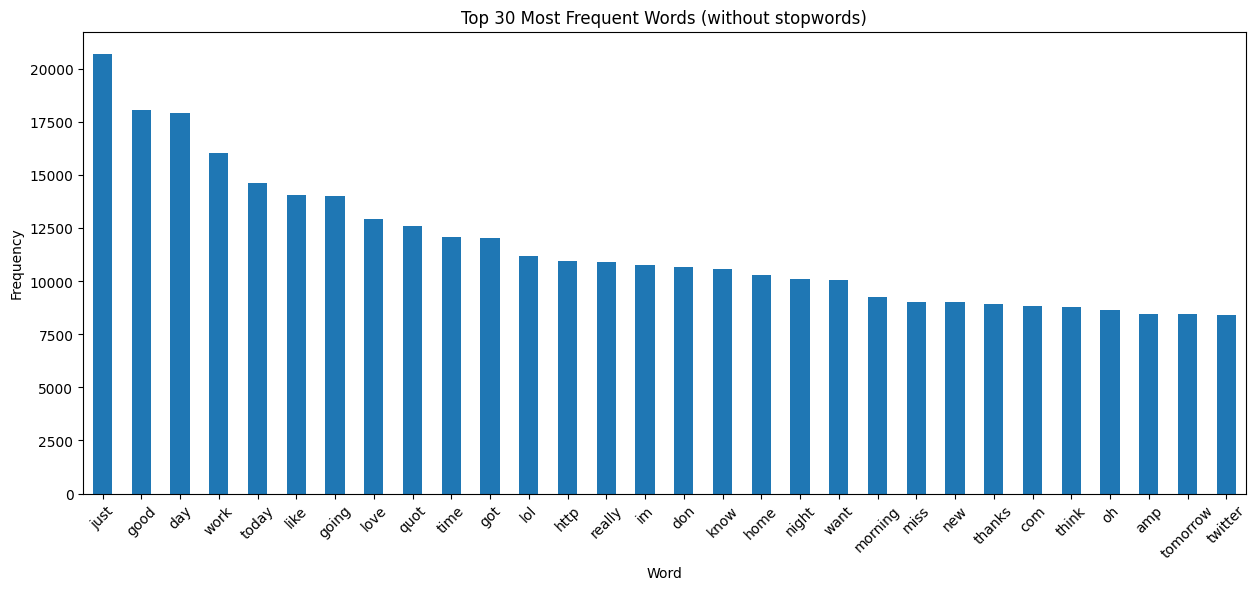 Top 30 Most Frequent Words (without stopwords)
Frequency
20000
17500
15000
12500
10000
7500
5000
2500
0
just good day work today like going love quot time got lol http really im don know home night want morning miss new thanks com think oh amp tomorrow twitter
Word